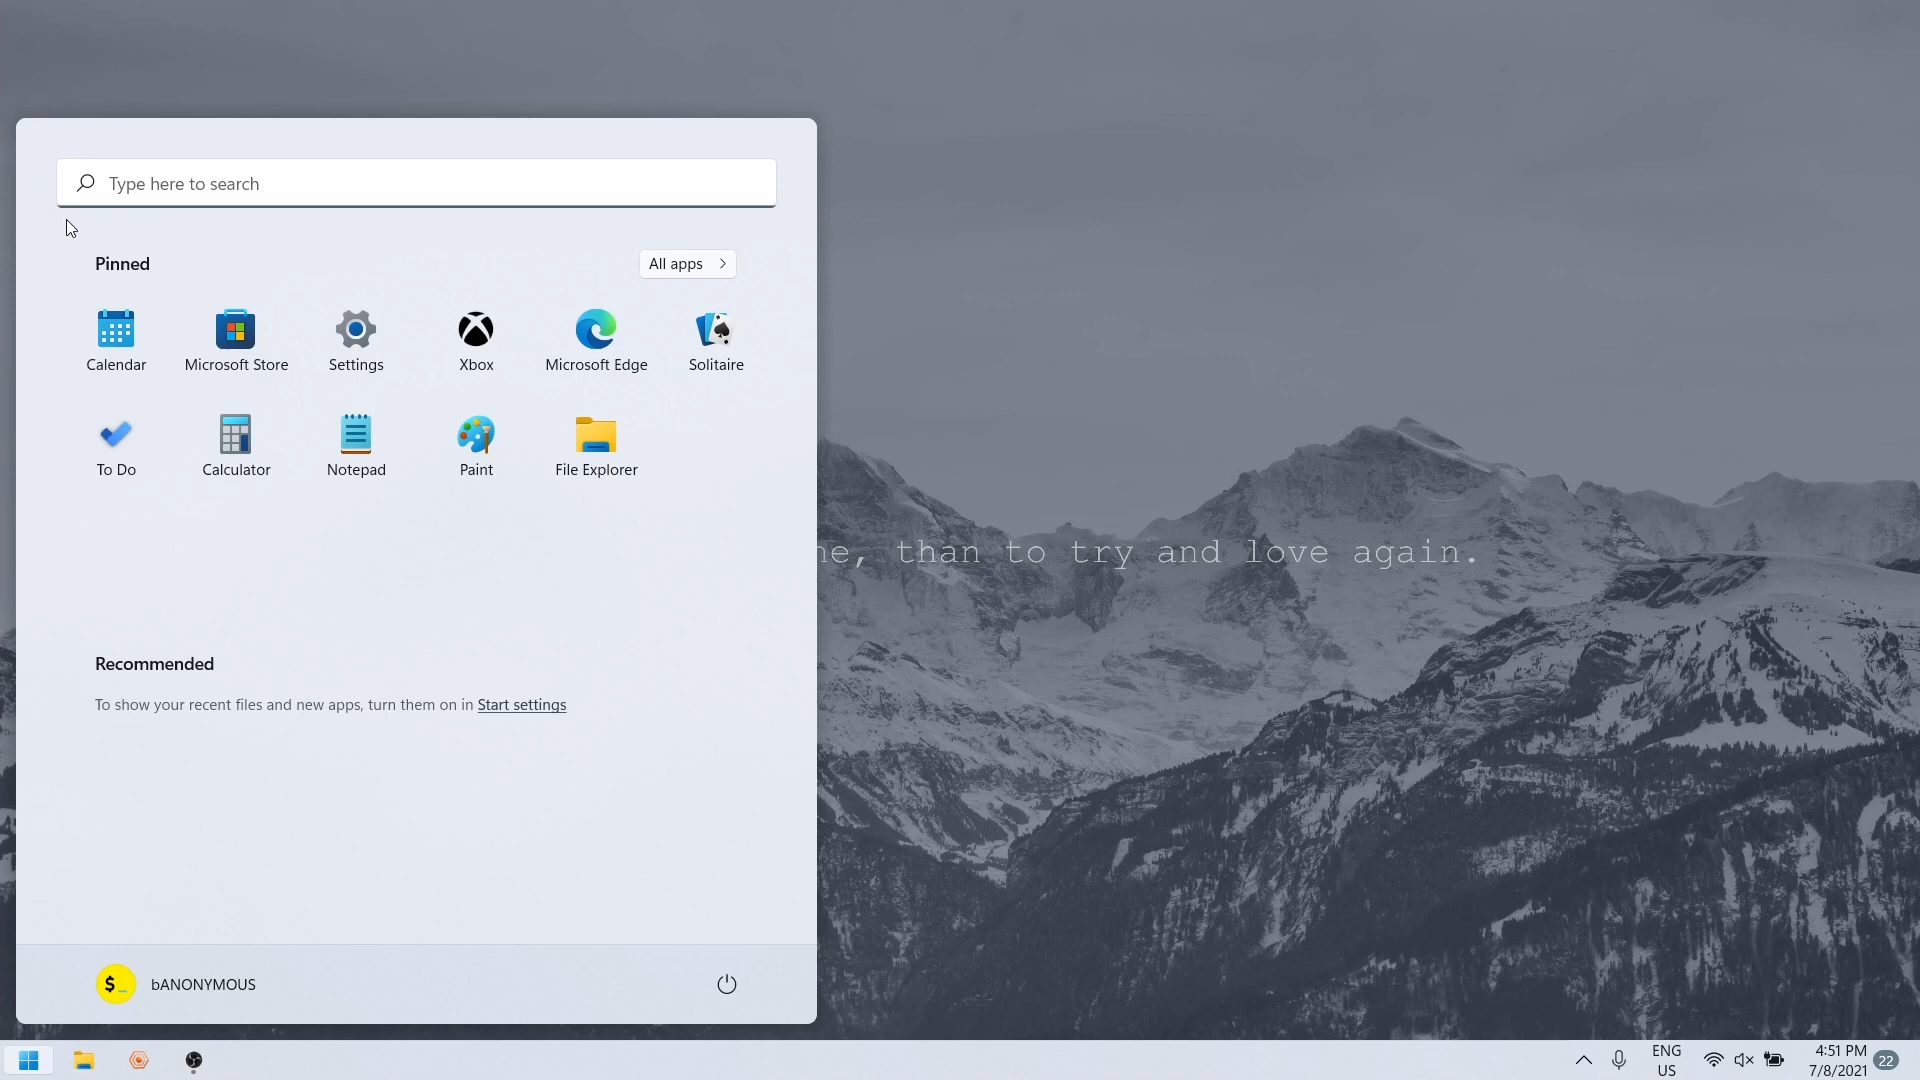 Type here to search
Pinned
All apps
Calendar
Microsoft Store
Settings
Xbox
Microsoft Edge
Solitaire
To Do
Calculator
Notepad
Paint
File Explorer
than to try and love again.
Recommended
To show your recent files and new apps, turn them on in Start settings
$_
bANONYMOUS
ENG
US
4:51 PM
7/8/2021
22